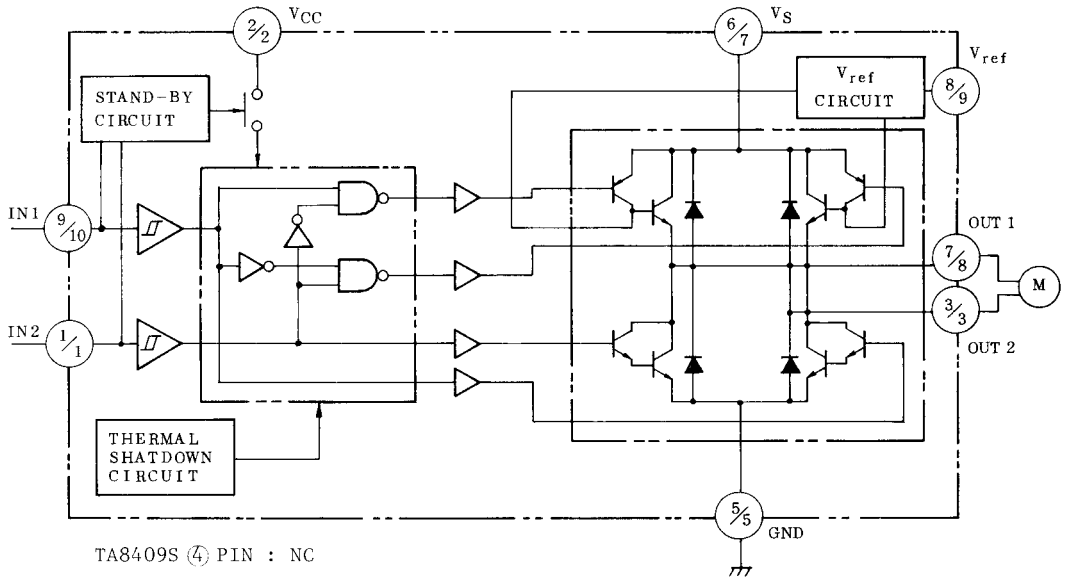 VCC
2/2
VS
6/7
Vref
8/9
STAND-BY
CIRCUIT
Vref
CIRCUIT
IN1
9/10
OUT 1
7/8
M
3/3
OUT 2
IN2
1/1
THERMAL
SHATDOWN
CIRCUIT
5/5
GND
TA8409S ④ PIN : NC